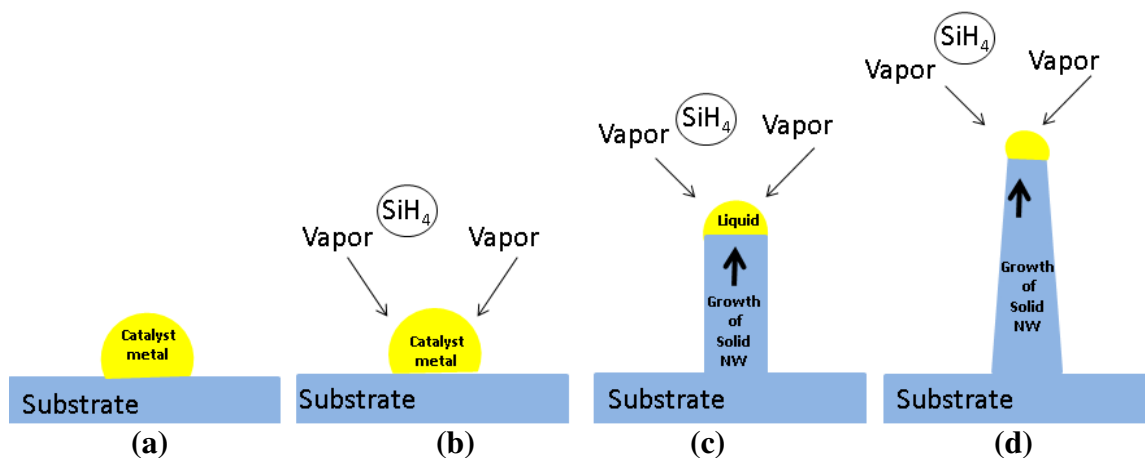 Catalyst
metal
Substrate
(a)
SiH₄
Vapor
Vapor
Catalyst
metal
Substrate
(b)
SiH₄
Vapor
Vapor
Liquid
Growth
of
Solid
NW
Substrate
(c)
SiH₄
Vapor
Vapor
Growth
of
Solid
NW
Substrate
(d)